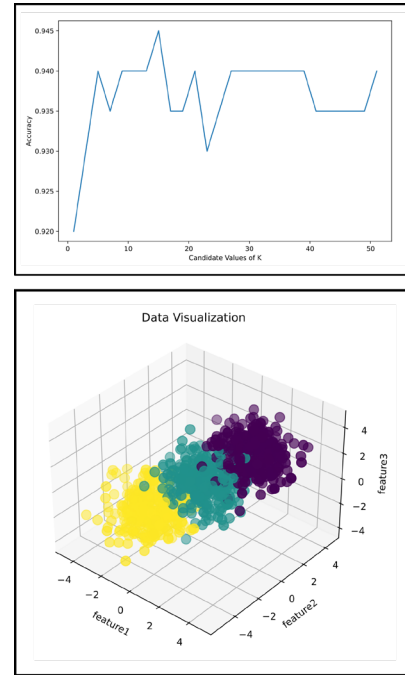 0.945
0.940
0.935
0.930
0.925
0.920
Accuracy
0 10 20 30 40 50
Candidate Values of K
Data Visualization
4
2
0
−2
−4
feature3
−4 −2 0 2 4
feature1
−4 −2 0 2 4
feature2